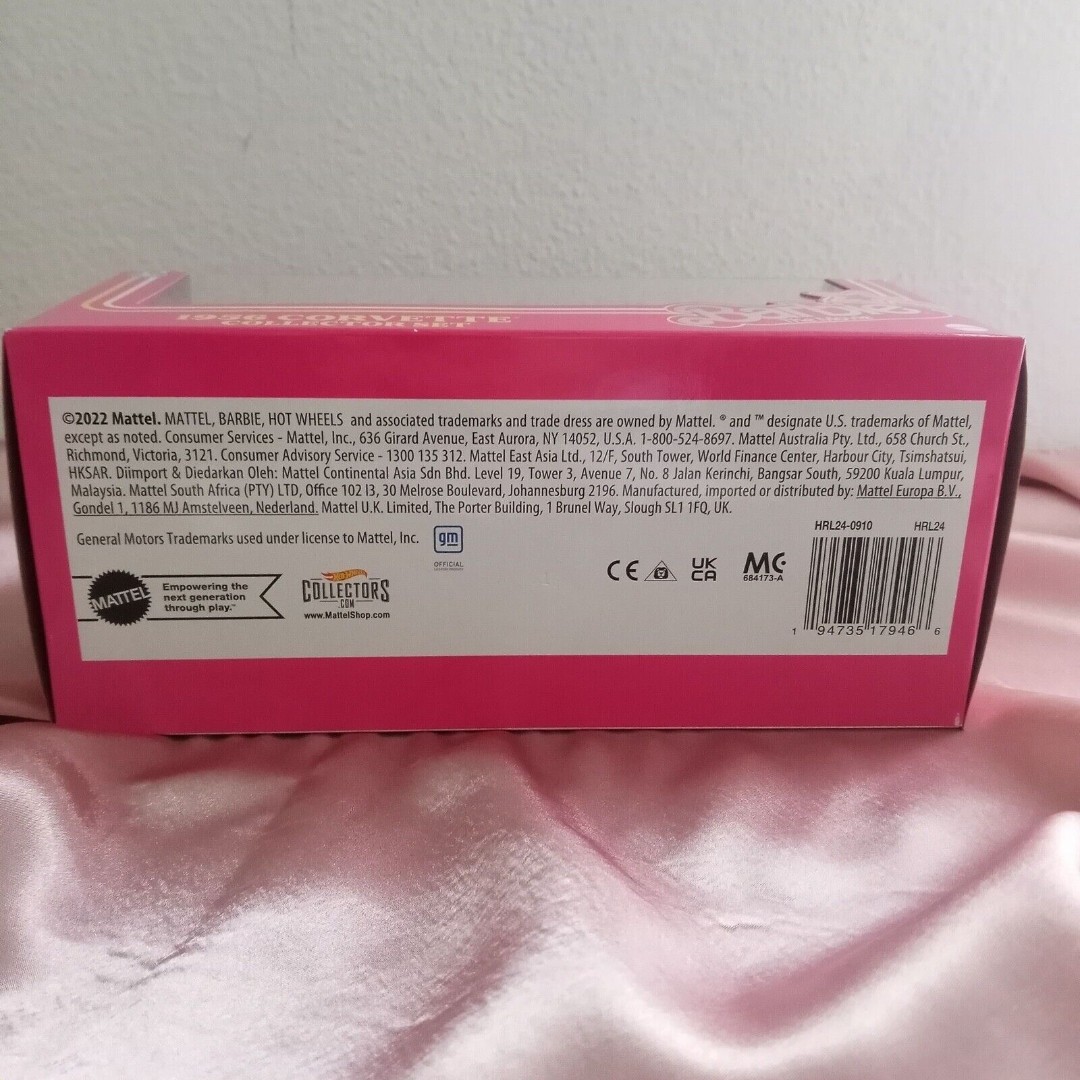 1956 CORVETTE
COLLECTOR SET
Barbie
©2022 Mattel. MATTEL, BARBIE, HOT WHEELS and associated trademarks and trade dress are owned by Mattel. ® and ™ designate U.S. trademarks of Mattel,
except as noted. Consumer Services - Mattel, Inc., 636 Girard Avenue, East Aurora, NY 14052, U.S.A. 1-800-524-8697. Mattel Australia Pty. Ltd., 658 Church St.,
Richmond, Victoria, 3121. Consumer Advisory Service - 1300 135 312. Mattel East Asia Ltd., 12/F, South Tower, World Finance Center, Harbour City, Tsimshatsui,
HKSAR. Diimport & Diedarkan Oleh: Mattel Continental Asia Sdn Bhd. Level 19, Tower 3, Avenue 7, No. 8 Jalan Kerinchi, Bangsar South, 59200 Kuala Lumpur,
Malaysia. Mattel South Africa (PTY) LTD, Office 102 I3, 30 Melrose Boulevard, Johannesburg 2196. Manufactured, imported or distributed by: Mattel Europa B.V.,
Gondel 1, 1186 MJ Amstelveen, Nederland. Mattel U.K. Limited, The Porter Building, 1 Brunel Way, Slough SL1 1FQ, UK.
General Motors Trademarks used under license to Mattel, Inc.
gm
OFFICIAL
MATTEL
Empowering the
next generation
through play.™
HOT WHEELS
COLLECTORS
.COM
www.MattelShop.com
CE
UK
CA
MC
684173-A
HRL24-0910 HRL24
1 94735 17946 6